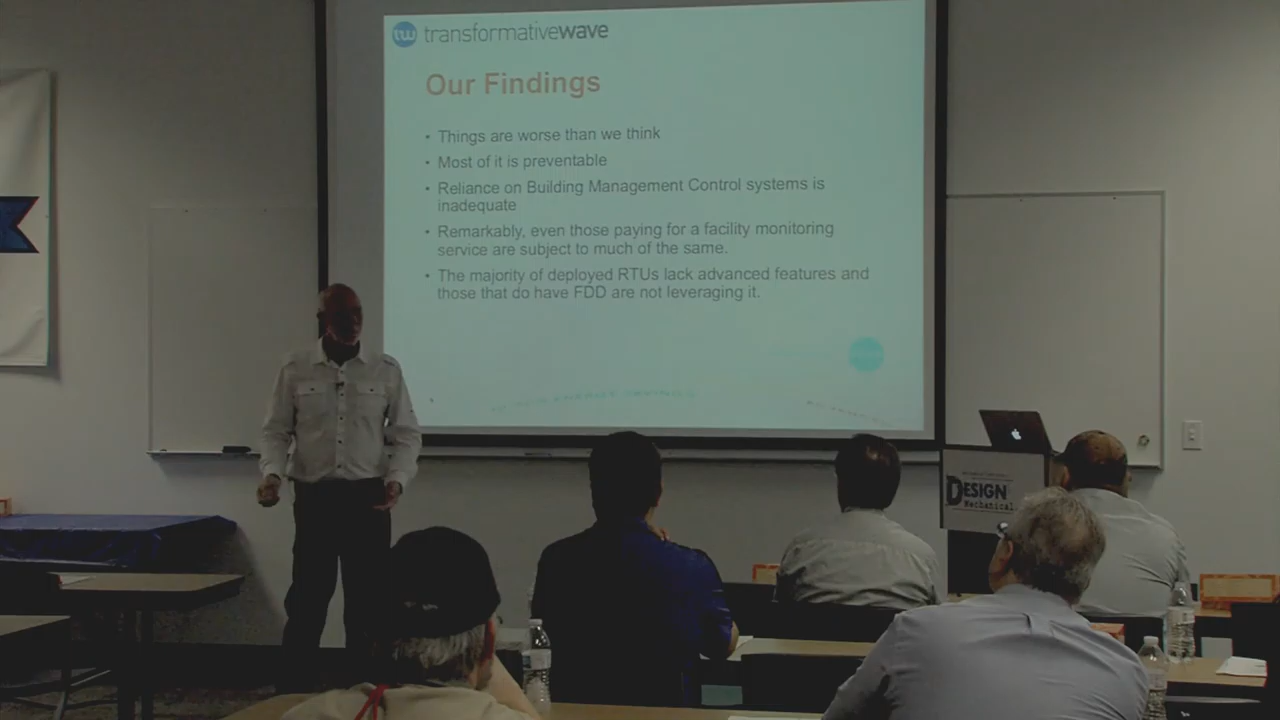 tw transformativewave
Our Findings
• Things are worse than we think
• Most of it is preventable
• Reliance on Building Management Control systems is
inadequate
• Remarkably, even those paying for a facility monitoring
service are subject to much of the same.
• The majority of deployed RTUs lack advanced features and
those that do have FDD are not leveraging it.
DESIGN
Mechanical